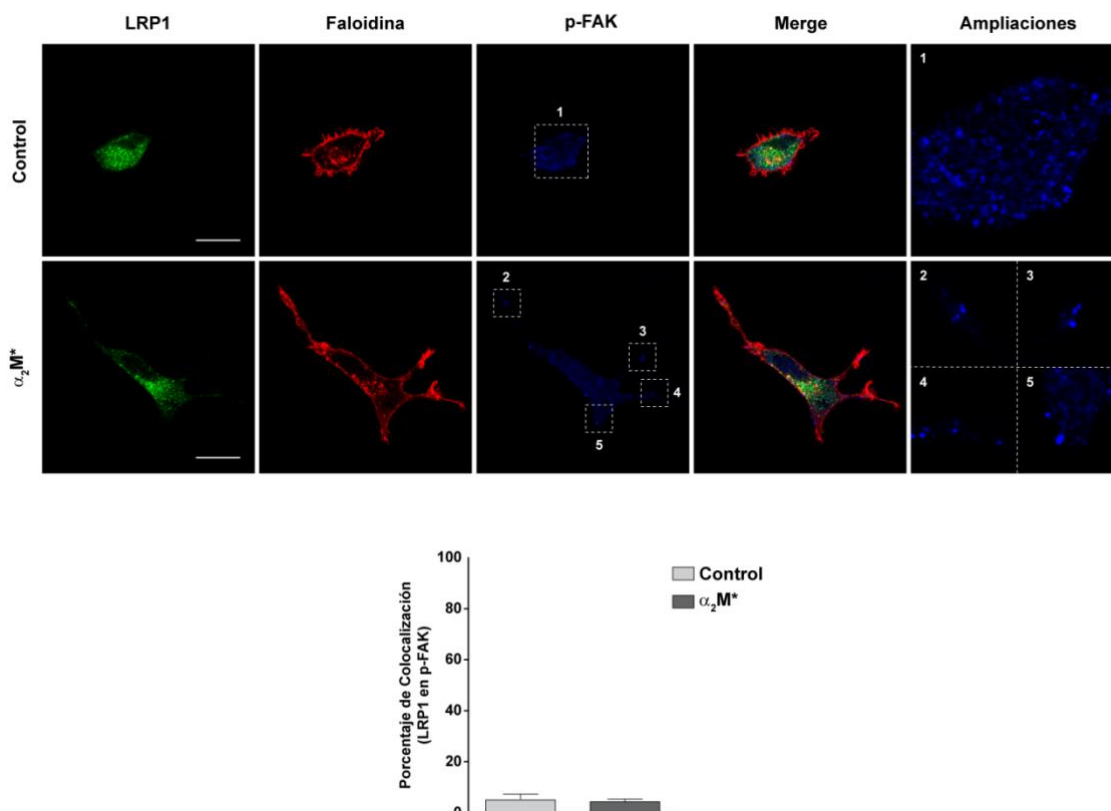 LRP1 Faloidina p-FAK Merge Ampliaciones
Control
1
1
α₂M*
2
3
4
5
2 3
4 5
Porcentaje de Colocalización
(LRP1 en p-FAK)
100
80
60
40
20
0
Control
α₂M*